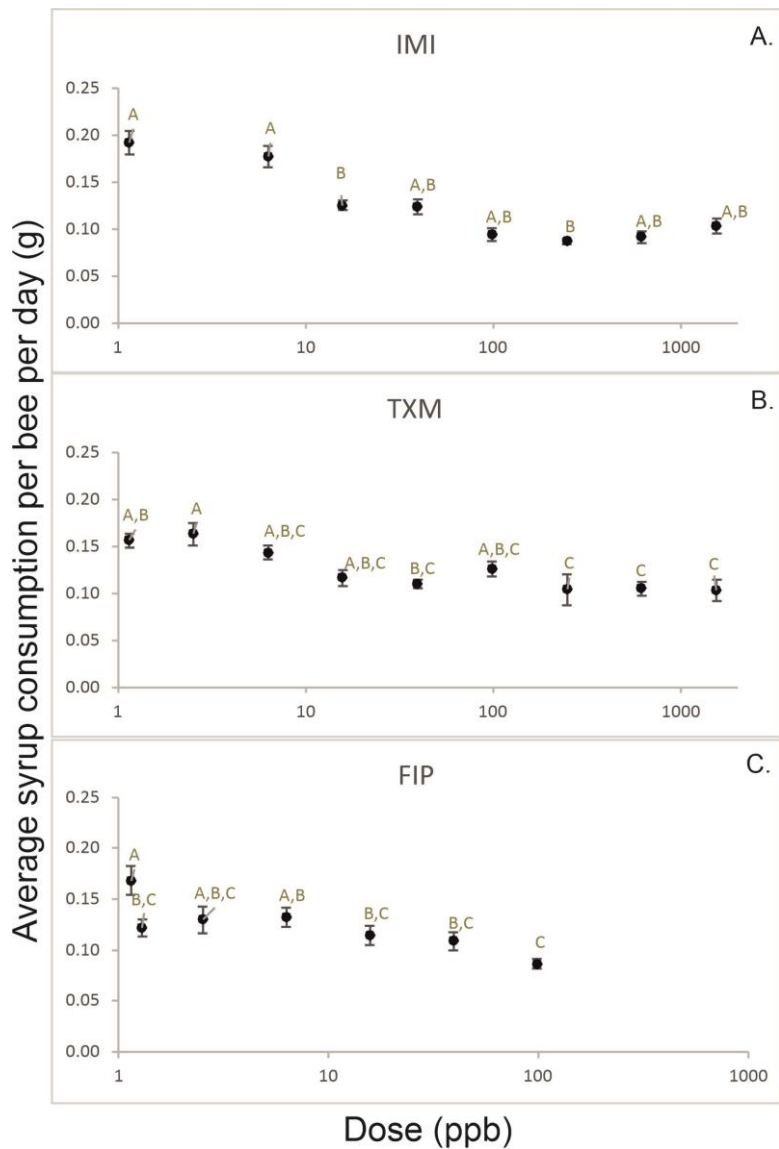 Average syrup consumption per bee per day (g)
IMI
A.
0.25
0.20
0.15
0.10
0.05
0.00
A
A
B
A,B
A,B
B
A,B
A,B
1
10
100
1000
TXM
B.
0.25
0.20
0.15
0.10
0.05
0.00
A,B
A
A,B,C
A,B,C
B,C
A,B,C
C
C
C
1
10
100
1000
FIP
C.
0.25
0.20
0.15
0.10
0.05
0.00
A
B,C
A,B,C
A,B
B,C
B,C
C
1
10
100
1000
Dose (ppb)